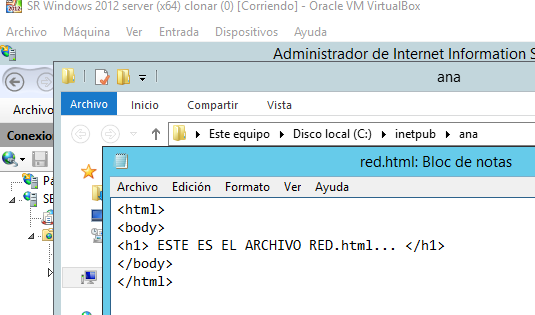 SR Windows 2012 server (x64) clonar (0) [Corriendo] - Oracle VM VirtualBox
Archivo Máquina Ver Entrada Dispositivos Ayuda
Administrador de Internet Information S
ana
Archivo Inicio Compartir Vista
Archivo
Este equipo Disco local (C:) inetpub ana
Conexio
red.html: Bloc de notas
Pa
Archivo Edición Formato Ver Ayuda
SE
<html>
<body>
<h1> ESTE ES EL ARCHIVO RED.html... </h1>
</body>
</html>